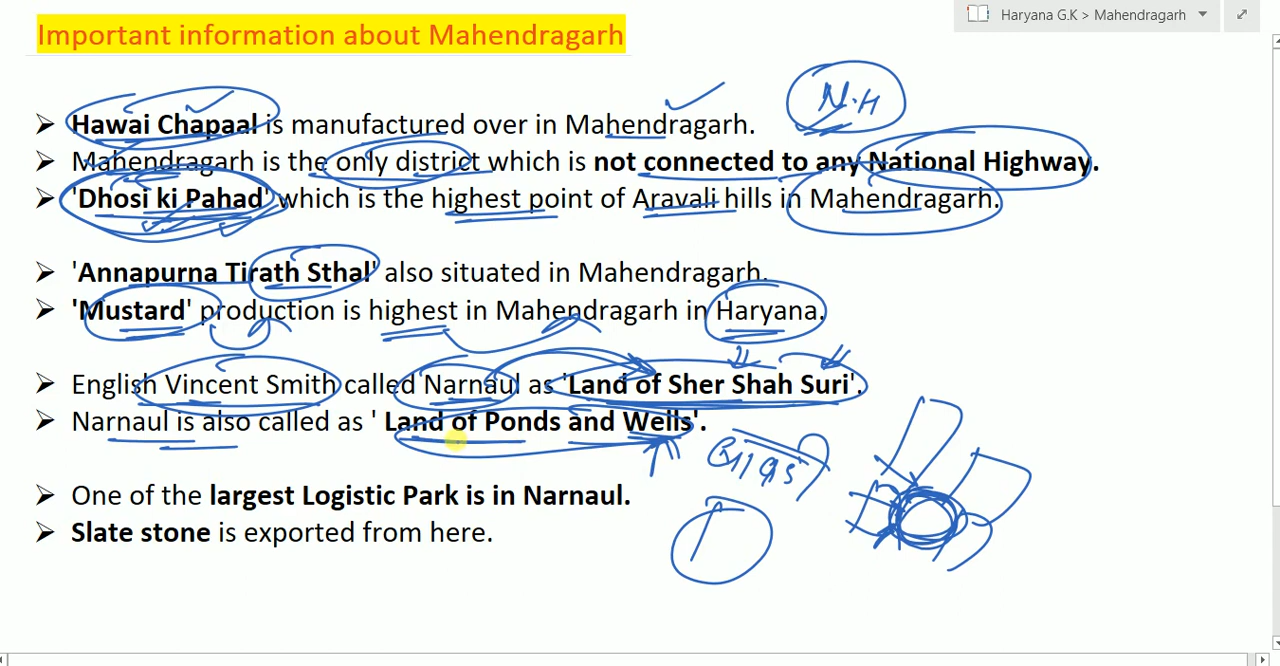 Haryana G.K > Mahendragarh
Important information about Mahendragarh
N.H
➢ Hawai Chapaal is manufactured over in Mahendragarh.
➢ Mahendragarh is the only district which is not connected to any National Highway.
➢ 'Dhosi ki Pahad' which is the highest point of Aravali hills in Mahendragarh.
➢ 'Annapurna Tirath Sthal' also situated in Mahendragarh.
➢ 'Mustard' production is highest in Mahendragarh in Haryana.
➢ English Vincent Smith called Narnaul as 'Land of Sher Shah Suri'.
➢ Narnaul is also called as ' Land of Ponds and Wells'.
➢ One of the largest Logistic Park is in Narnaul.
➢ Slate stone is exported from here.